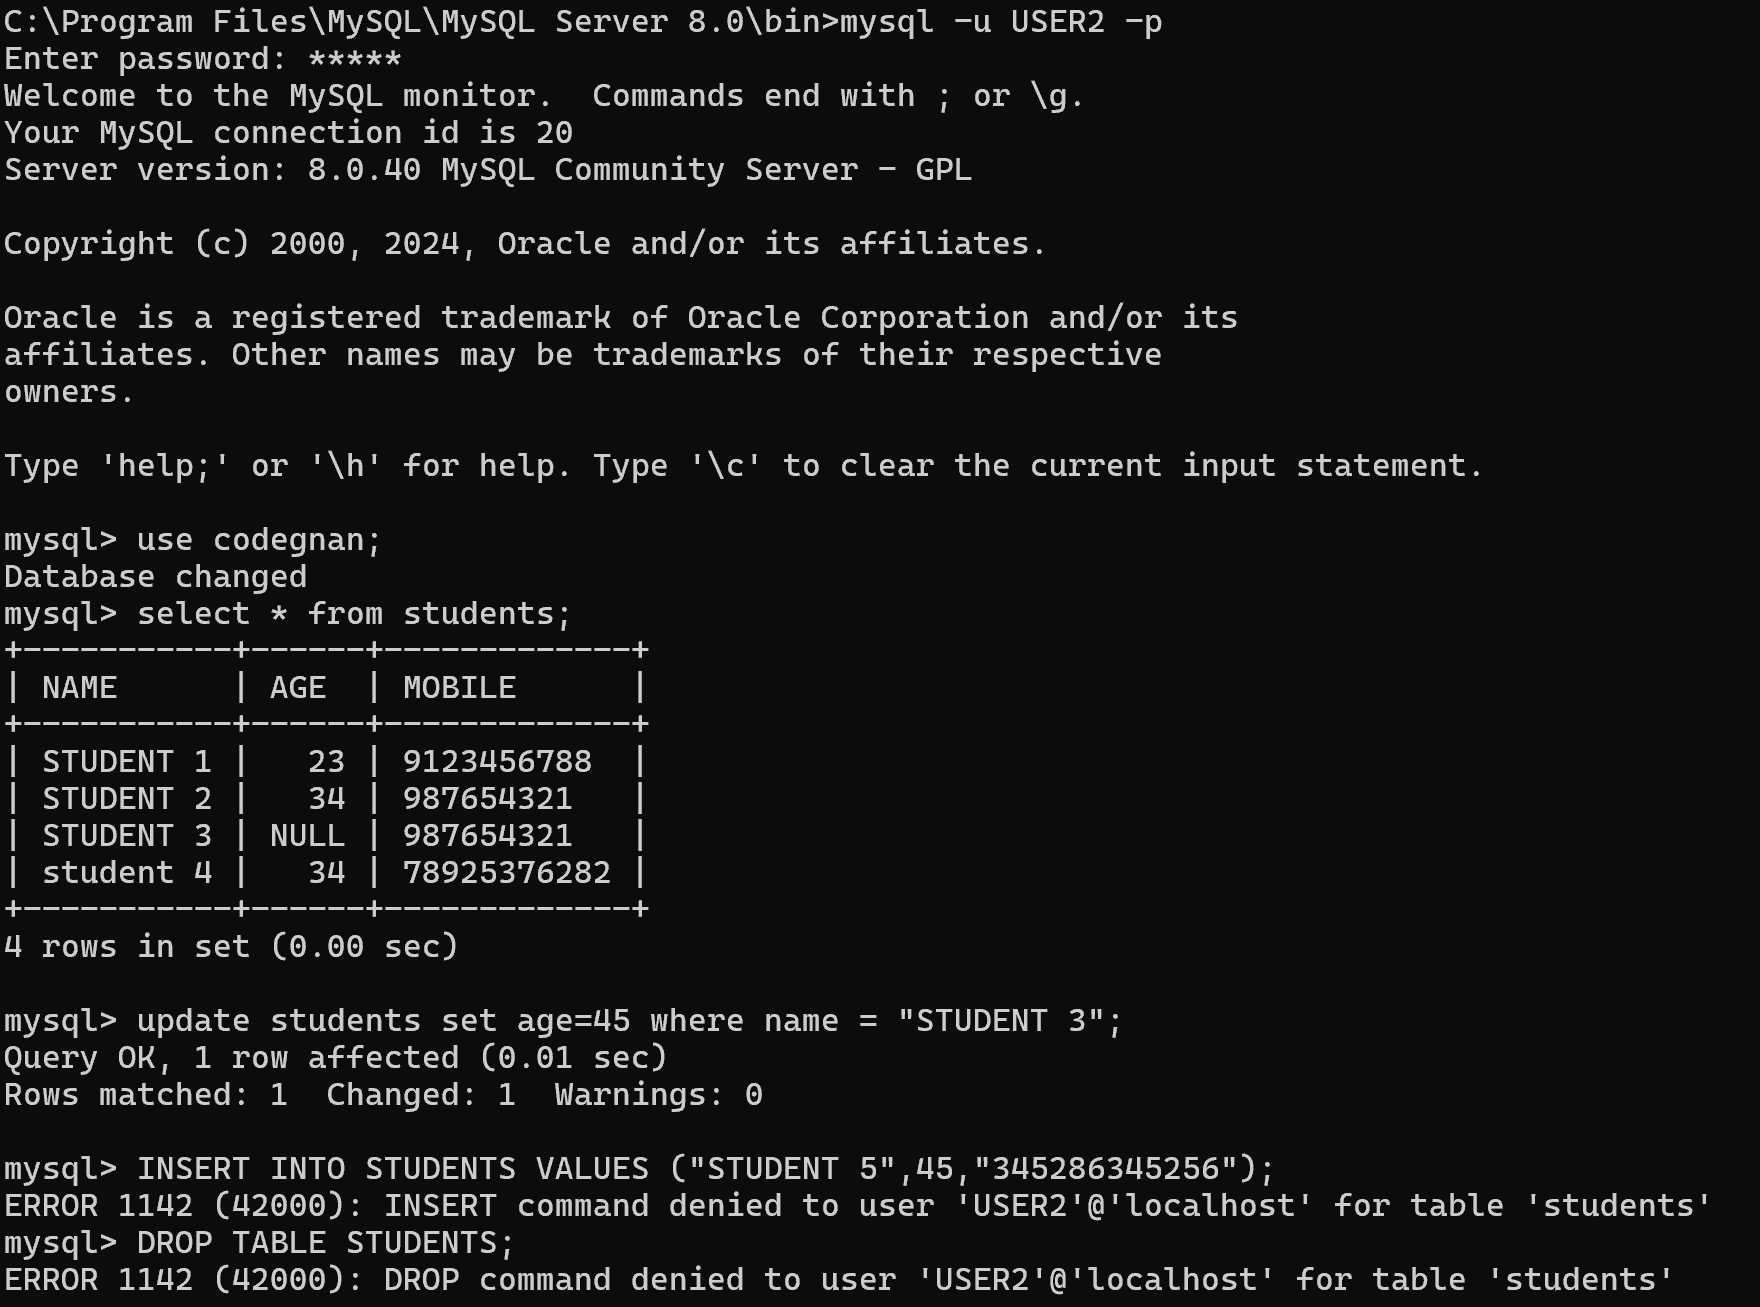 C:\Program Files\MySQL\MySQL Server 8.0\bin>mysql -u USER2 -p
Enter password: *****
Welcome to the MySQL monitor.  Commands end with ; or \g.
Your MySQL connection id is 20
Server version: 8.0.40 MySQL Community Server - GPL

Copyright (c) 2000, 2024, Oracle and/or its affiliates.

Oracle is a registered trademark of Oracle Corporation and/or its
affiliates. Other names may be trademarks of their respective
owners.

Type 'help;' or '\h' for help. Type '\c' to clear the current input statement.

mysql> use codegnan;
Database changed
mysql> select * from students;
+-----------+------+-------------+
| NAME      | AGE  | MOBILE      |
+-----------+------+-------------+
| STUDENT 1 |   23 | 9123456788  |
| STUDENT 2 |   34 | 987654321   |
| STUDENT 3 | NULL | 987654321   |
| student 4 |   34 | 78925376282 |
+-----------+------+-------------+
4 rows in set (0.00 sec)

mysql> update students set age=45 where name = "STUDENT 3";
Query OK, 1 row affected (0.01 sec)
Rows matched: 1  Changed: 1  Warnings: 0

mysql> INSERT INTO STUDENTS VALUES ("STUDENT 5",45,"345286345256");
ERROR 1142 (42000): INSERT command denied to user 'USER2'@'localhost' for table 'students'
mysql> DROP TABLE STUDENTS;
ERROR 1142 (42000): DROP command denied to user 'USER2'@'localhost' for table 'students'